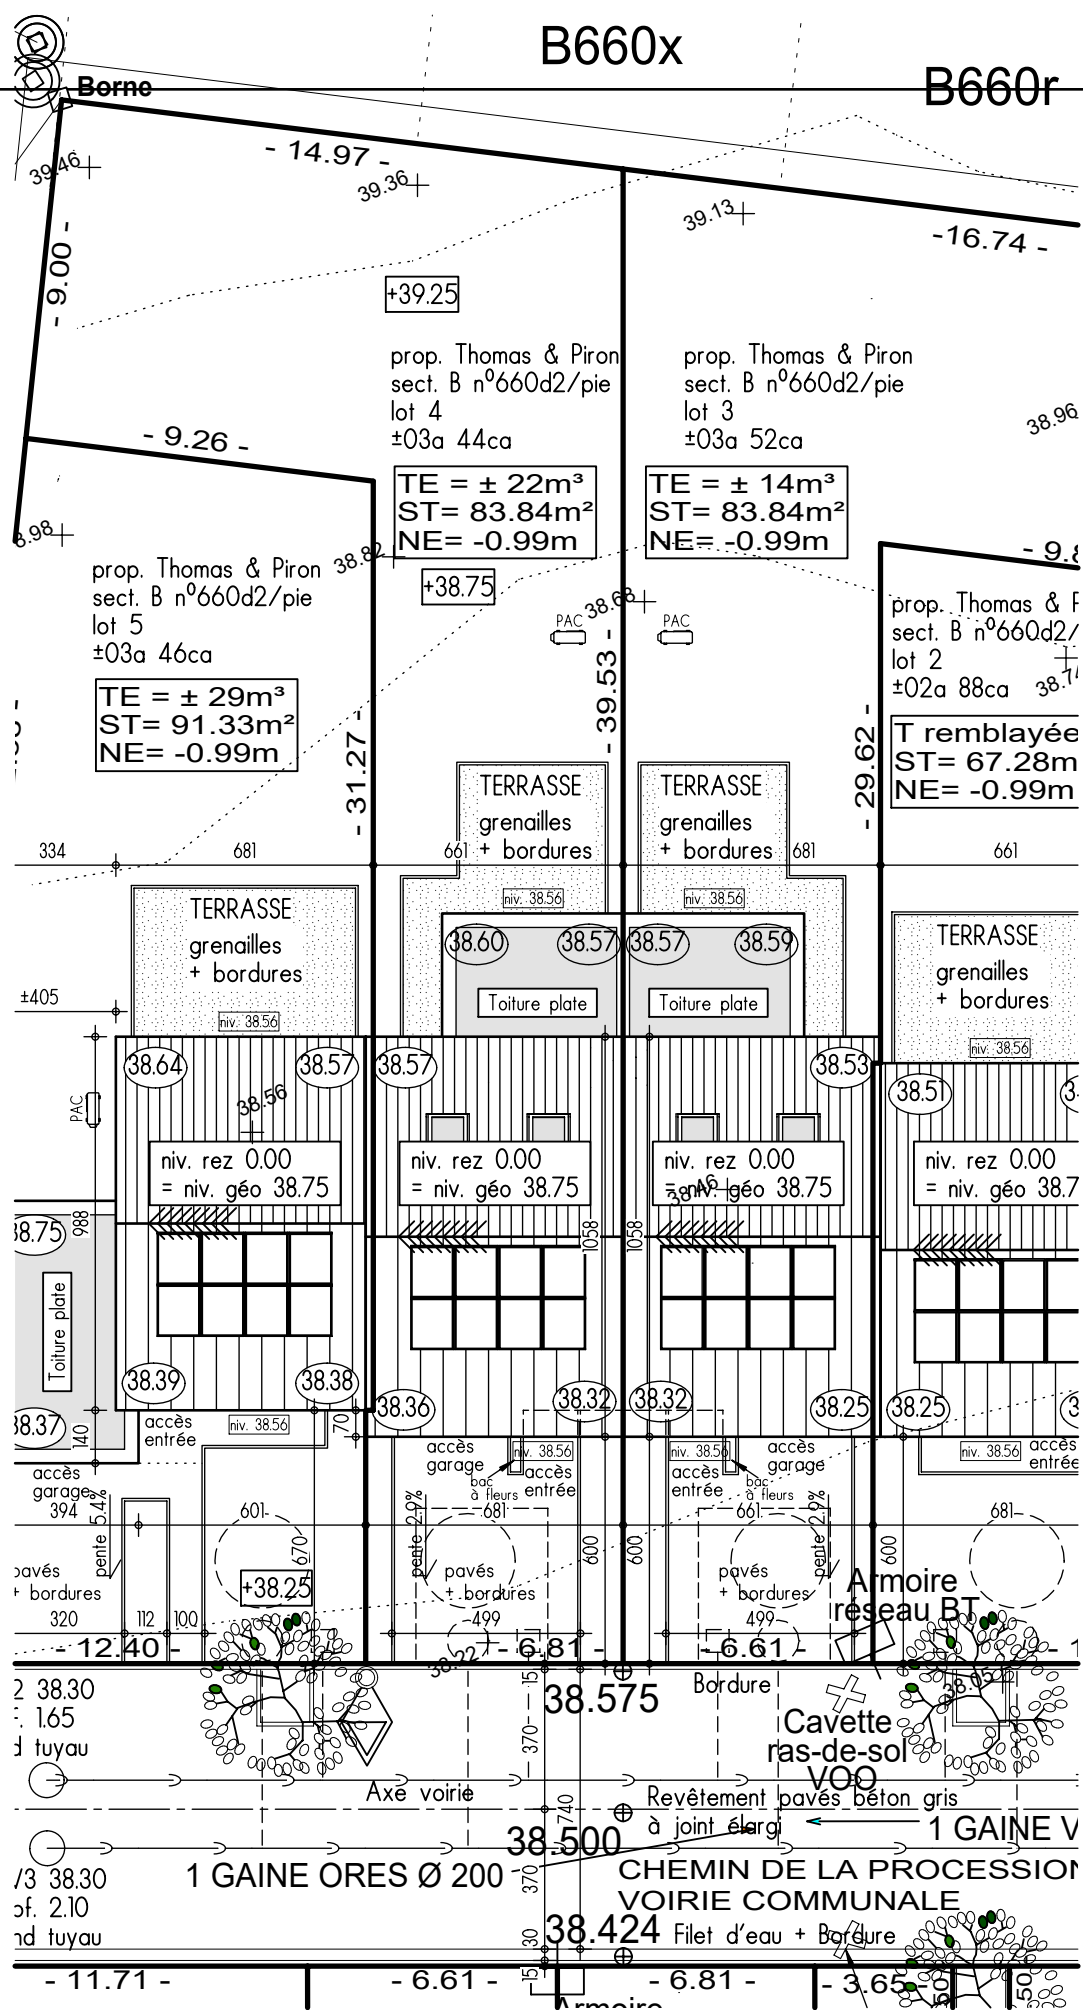 B660x
B660r
Borne
- 14.97 -
39.46
39.36
39.13
-16.74 -
- 9.00 -
+39.25
prop. Thomas & Piron
sect. B n°660d2/pie
lot 4
±03a 44ca
prop. Thomas & Piron
sect. B n°660d2/pie
lot 3
±03a 52ca
38.96
- 9.26 -
TE = ± 22m³
ST= 83.84m²
NE= -0.99m
TE = ± 14m³
ST= 83.84m²
NE= -0.99m
8.98
38.82
- 9.8
prop. Thomas & Piron
sect. B n°660d2/pie
lot 5
±03a 46ca
+38.75
38.68
PAC
PAC
prop. Thomas & P
sect. B n°660d2/
lot 2
±02a 88ca
38.74
TE = ± 29m³
ST= 91.33m²
NE= -0.99m
- 39.53 -
- 31.27 -
- 29.62 -
T remblayée
ST= 67.28m
NE= -0.99m
TERRASSE
grenailles
+ bordures
TERRASSE
grenailles
+ bordures
334
681
661
681
661
niv. 38.56
niv. 38.56
TERRASSE
grenailles
+ bordures
TERRASSE
grenailles
+ bordures
38.60
38.57
38.57
38.59
±405
Toiture plate
Toiture plate
niv. 38.56
niv. 38.56
38.64
38.57
38.57
38.53
38.51
PAC
38.56
niv. rez 0.00
= niv. géo 38.75
niv. rez 0.00
= niv. géo 38.75
niv. rez 0.00
= niv. géo 38.75
38.46
niv. rez 0.00
= niv. géo 38.7
38.75
988
1058
1058
Toiture plate
38.39
38.38
38.36
38.32
38.32
38.25
38.25
38.37
140
70
accès
entrée
niv. 38.56
accès
garage
niv. 38.56
accès
entrée
bac
à fleurs
niv. 38.56
accès
entrée
bac
à fleurs
accès
garage
niv. 38.56
accès
entrée
accès
garage
394
pente 5.4%
601
670
pente 2.9%
681
600
600
661
pente 2.9%
600
681
pavés
+ bordures
+38.25
pavés
+ bordures
pavés
+ bordures
Armoire
réseau BT
320
112
100
499
499
- 12.40 -
38.22
- 6.81 -
- 6.61 -
38.05
2 38.30
F. 1.65
d tuyau
15
38.575
Bordure
370
Cavette
ras-de-sol
VOO
Axe voirie
740
Revêtement pavés béton gris
à joint élargi
38.500
1 GAINE V
1 GAINE ORES Ø 200
370
CHEMIN DE LA PROCESSION
VOIRIE COMMUNALE
/3 38.30
of. 2.10
nd tuyau
38.424
Filet d'eau + Bordure
30
15
- 11.71 -
- 6.61 -
- 6.81 -
- 3.65 -
50
50
Armoire